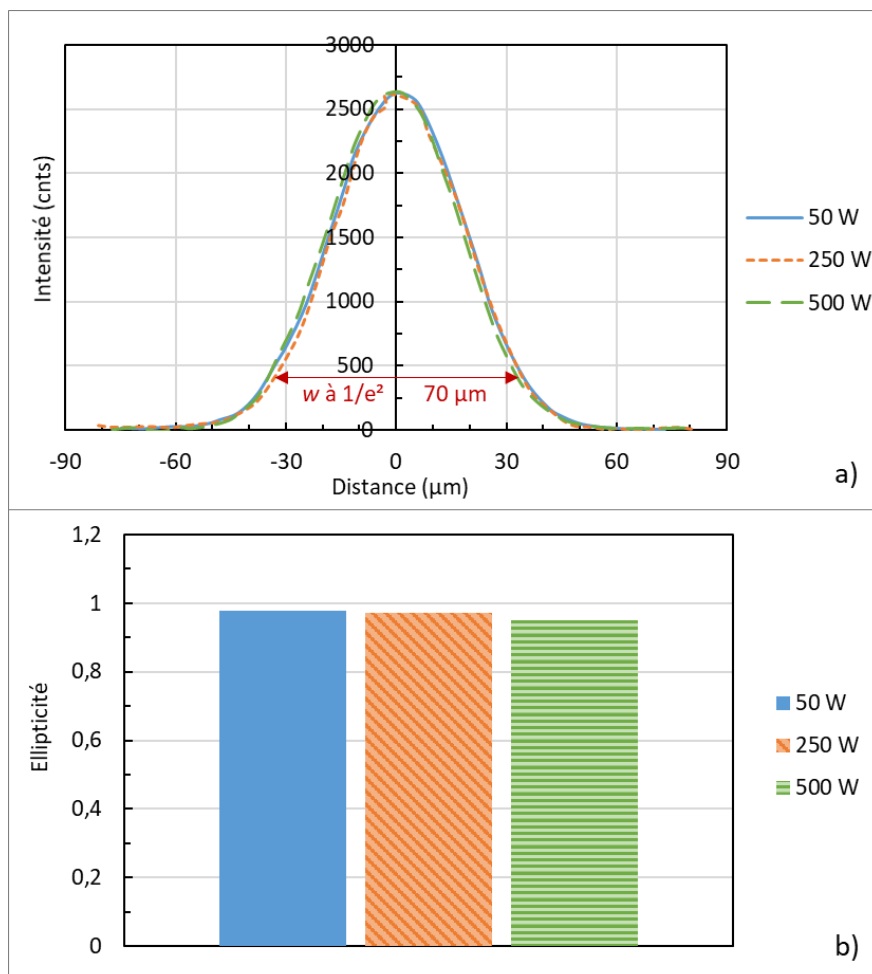 3000
2500
2000
1500
1000
500
0
Intensité (cnts)
w à 1/e² 70 µm
-90 -60 -30 0 30 60 90
Distance (µm)
50 W
250 W
500 W
a)
1,2
1
0,8
0,6
0,4
0,2
0
Ellipticité
50 W
250 W
500 W
b)